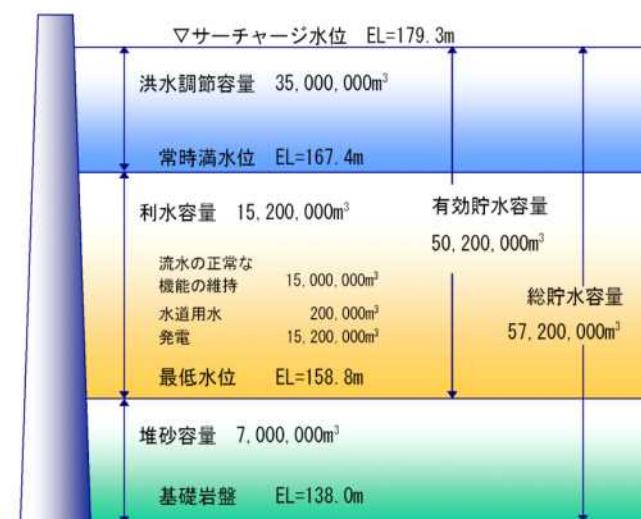 ▽サーチャージ水位 EL=179.3m
洪水調節容量 35,000,000m³
常時満水位 EL=167.4m
利水容量 15,200,000m³
流水の正常な
機能の維持 15,000,000m³
水道用水 200,000m³
発電 15,200,000m³
最低水位 EL=158.8m
有効貯水容量
50,200,000m³
総貯水容量
57,200,000m³
堆砂容量 7,000,000m³
基礎岩盤 EL=138.0m